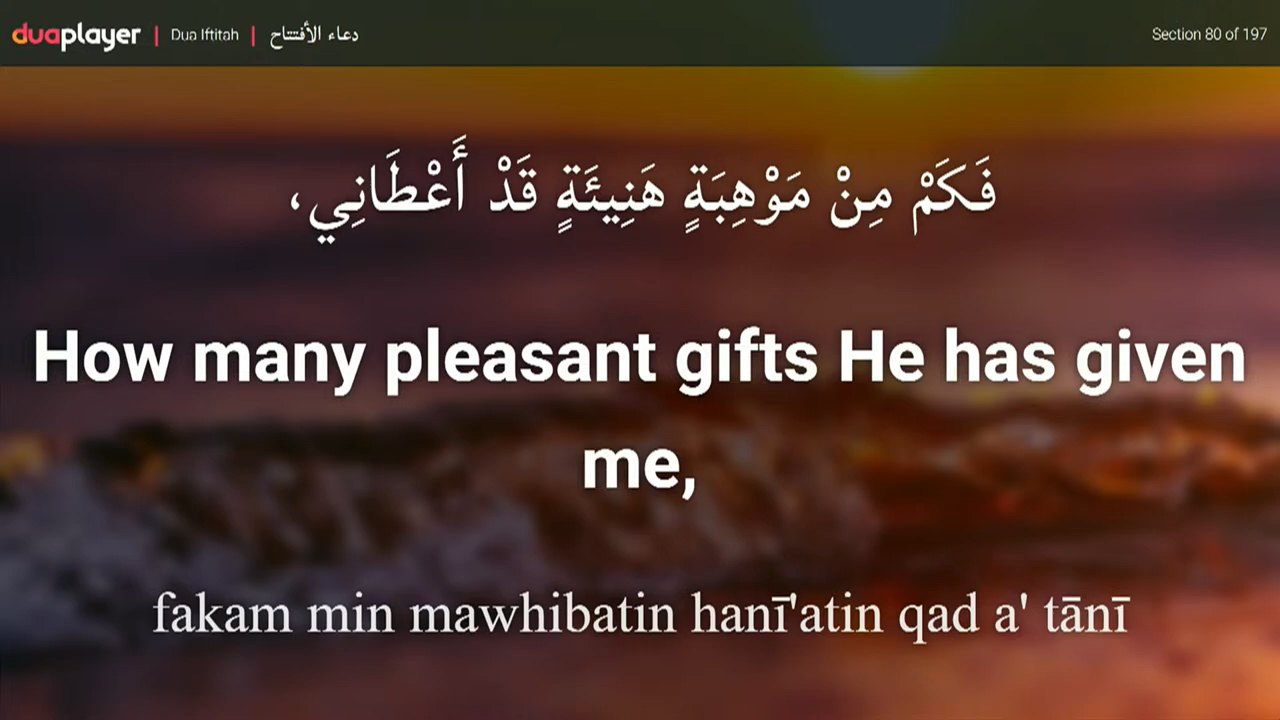 duaplayer | Dua Iftitah | دعاء الأفتتاح Section 80 of 197
فَكَمْ مِنْ مَوْهِبَةٍ هَنِيئَةٍ قَدْ أَعْطَانِي،
How many pleasant gifts He has given
me,
fakam min mawhibatin hanī'atin qad a' tānī